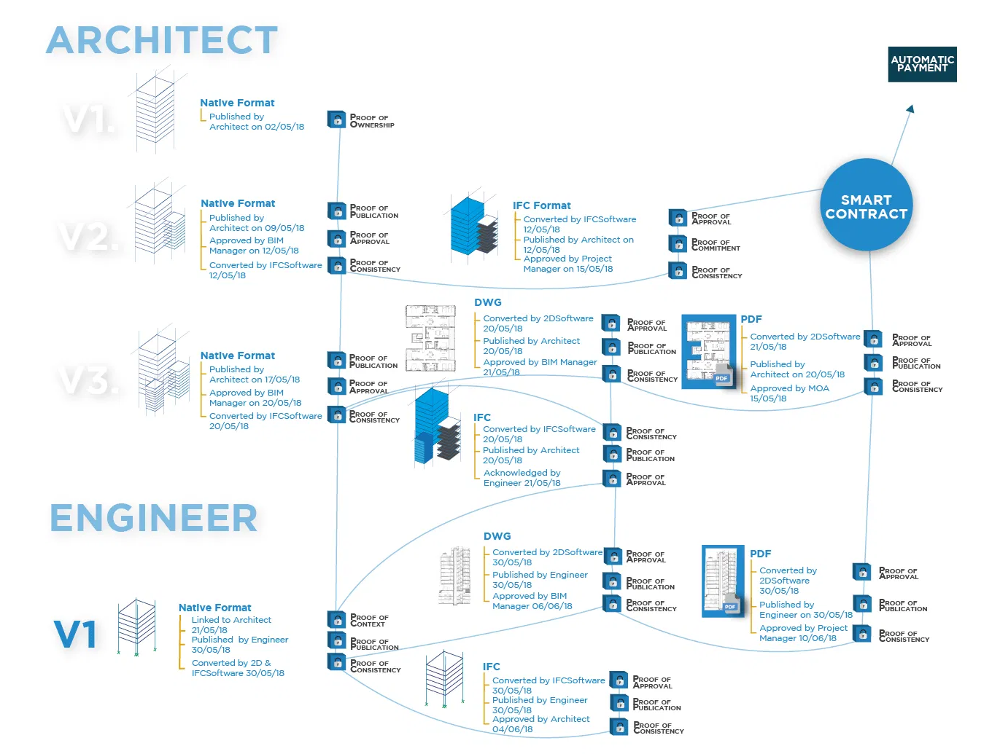 ARCHITECT
AUTOMATIC
PAYMENT
V1.
Native Format
Published by
Architect on 02/05/18
PROOF OF
OWNERSHIP
V2.
Native Format
Published by
Architect on 09/05/18
Approved by BIM
Manager on 12/05/18
Converted by IFCSoftware
12/05/18
PROOF OF
PUBLICATION
PROOF OF
APPROVAL
PROOF OF
CONSISTENCY
IFC Format
Converted by IFCSoftware
12/05/18
Published by Architect on
12/05/18
Approved by Project
Manager on 15/05/18
PROOF OF
APPROVAL
PROOF OF
COMMITMENT
PROOF OF
CONSISTENCY
SMART
CONTRACT
V3.
Native Format
Published by
Architect on 17/05/18
Approved by BIM
Manager on 20/05/18
Converted by IFCSoftware
20/05/18
PROOF OF
PUBLICATION
PROOF OF
APPROVAL
PROOF OF
CONSISTENCY
DWG
Converted by 2DSoftware
20/05/18
Published by Architect
20/05/18
Approved by BIM Manager
21/05/18
PROOF OF
APPROVAL
PROOF OF
PUBLICATION
PROOF OF
CONSISTENCY
PDF
PDF
Converted by 2DSoftware
21/05/18
Published by
Architect on 20/05/18
Approved by MOA
15/05/18
PROOF OF
APPROVAL
PROOF OF
PUBLICATION
PROOF OF
CONSISTENCY
IFC
Converted by IFCSoftware
20/05/18
Published by Architect
20/05/18
Acknowledged by
Engineer 21/05/18
PROOF OF
CONSISTENCY
PROOF OF
PUBLICATION
PROOF OF
APPROVAL
ENGINEER
V1
Native Format
Linked to Architect
21/05/18
Published by Engineer
30/05/18
Converted by 2D &
IFCSoftware 30/05/18
PROOF OF
CONTEXT
PROOF OF
PUBLICATION
PROOF OF
CONSISTENCY
DWG
Converted by 2DSoftware
30/05/18
Published by Engineer
30/05/18
Approved by BIM
Manager 06/06/18
PROOF OF
APPROVAL
PROOF OF
PUBLICATION
PROOF OF
CONSISTENCY
PDF
PDF
Converted by
2DSoftware
30/05/18
Published by
Engineer on 30/05/18
Approved by Project
Manager 10/06/18
PROOF OF
APPROVAL
PROOF OF
PUBLICATION
PROOF OF
CONSISTENCY
IFC
Converted by IFCSoftware
30/05/18
Published by Engineer
30/05/18
Approved by Architect
04/06/18
PROOF OF
APPROVAL
PROOF OF
PUBLICATION
PROOF OF
CONSISTENCY